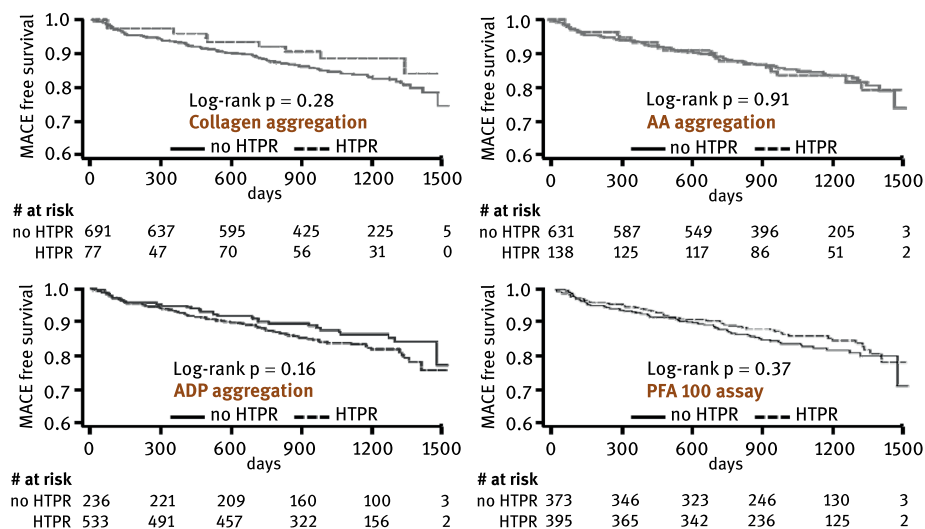 1.0
0.9
0.8
0.7
0.6
MACE free survival
Log-rank p = 0.28
Collagen aggregation
no HTPR HTPR
0 300 600 900 1200 1500
days
# at risk
no HTPR 691 637 595 425 225 5
HTPR 77 47 70 56 31 0
1.0
0.9
0.8
0.7
0.6
MACE free survival
Log-rank p = 0.91
AA aggregation
no HTPR HTPR
0 300 600 900 1200 1500
days
# at risk
no HTPR 631 587 549 396 205 3
HTPR 138 125 117 86 51 2
1.0
0.9
0.8
0.7
0.6
MACE free survival
Log-rank p = 0.16
ADP aggregation
no HTPR HTPR
0 300 600 900 1200 1500
days
# at risk
no HTPR 236 221 209 160 100 3
HTPR 533 491 457 322 156 2
1.0
0.9
0.8
0.7
0.6
MACE free survival
Log-rank p = 0.37
PFA 100 assay
no HTPR HTPR
0 300 600 900 1200 1500
days
# at risk
no HTPR 373 346 323 246 130 3
HTPR 395 365 342 236 125 2